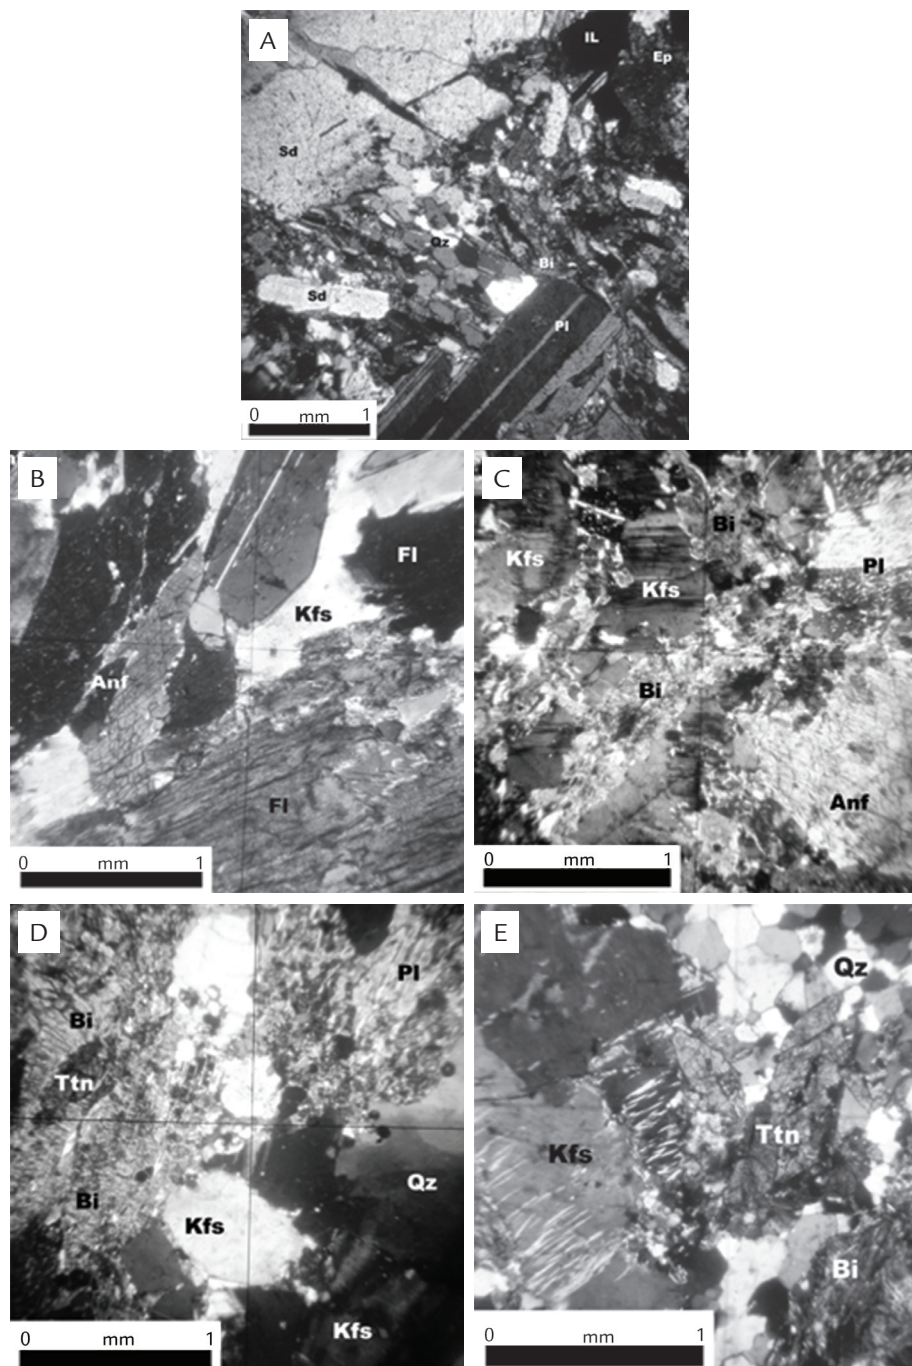 A
IL
Ep
Sd
Qz
Bi
Sd
Pl
0 mm 1
B
Fl
Kfs
Anf
Fl
0 mm 1
C
Bi
Kfs
Pl
Kfs
Bi
Anf
0 mm 1
D
Pl
Bi
Ttn
Qz
Bi
Kfs
Kfs
0 mm 1
E
Qz
Ttn
Kfs
Bi
0 mm 1